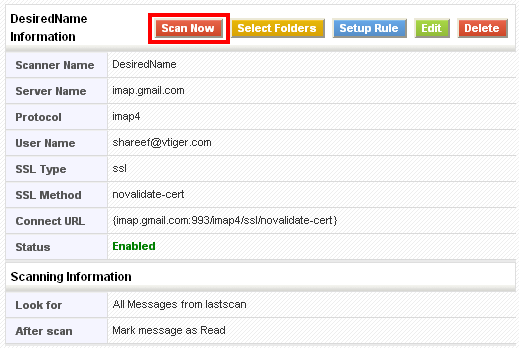 DesiredName
Information
Scan Now Select Folders Setup Rule Edit Delete
Scanner Name DesiredName
Server Name imap.gmail.com
Protocol imap4
User Name shareef@vtiger.com
SSL Type ssl
SSL Method novalidate-cert
Connect URL {imap.gmail.com:993/imap4/ssl/novalidate-cert}
Status Enabled
Scanning Information
Look for All Messages from lastscan
After scan Mark message as Read